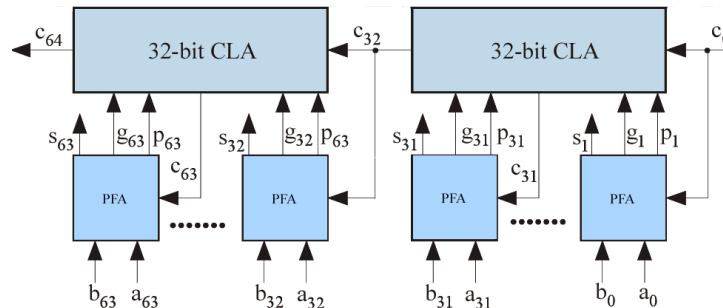 c64 32-bit CLA c32 32-bit CLA
s63 g63 p63 s32 g32 p63 s31 g31 p31 s1 g1 p1
c63 c31
PFA PFA PFA PFA
b63 a63 b32 a32 b31 a31 b0 a0